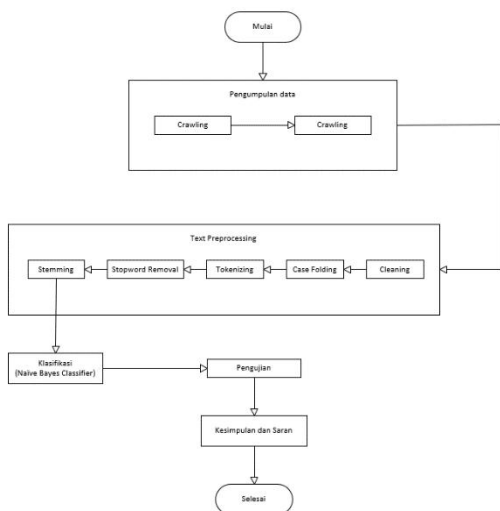 Mulai
Pengumpulan data
Crawling
Crawling
Text Preprocessing
Stemming
Stopword Removal
Tokenizing
Case Folding
Cleaning
Klasifikasi
(Naïve Bayes Classifier)
Pengujian
Kesimpulan dan Saran
Selesai